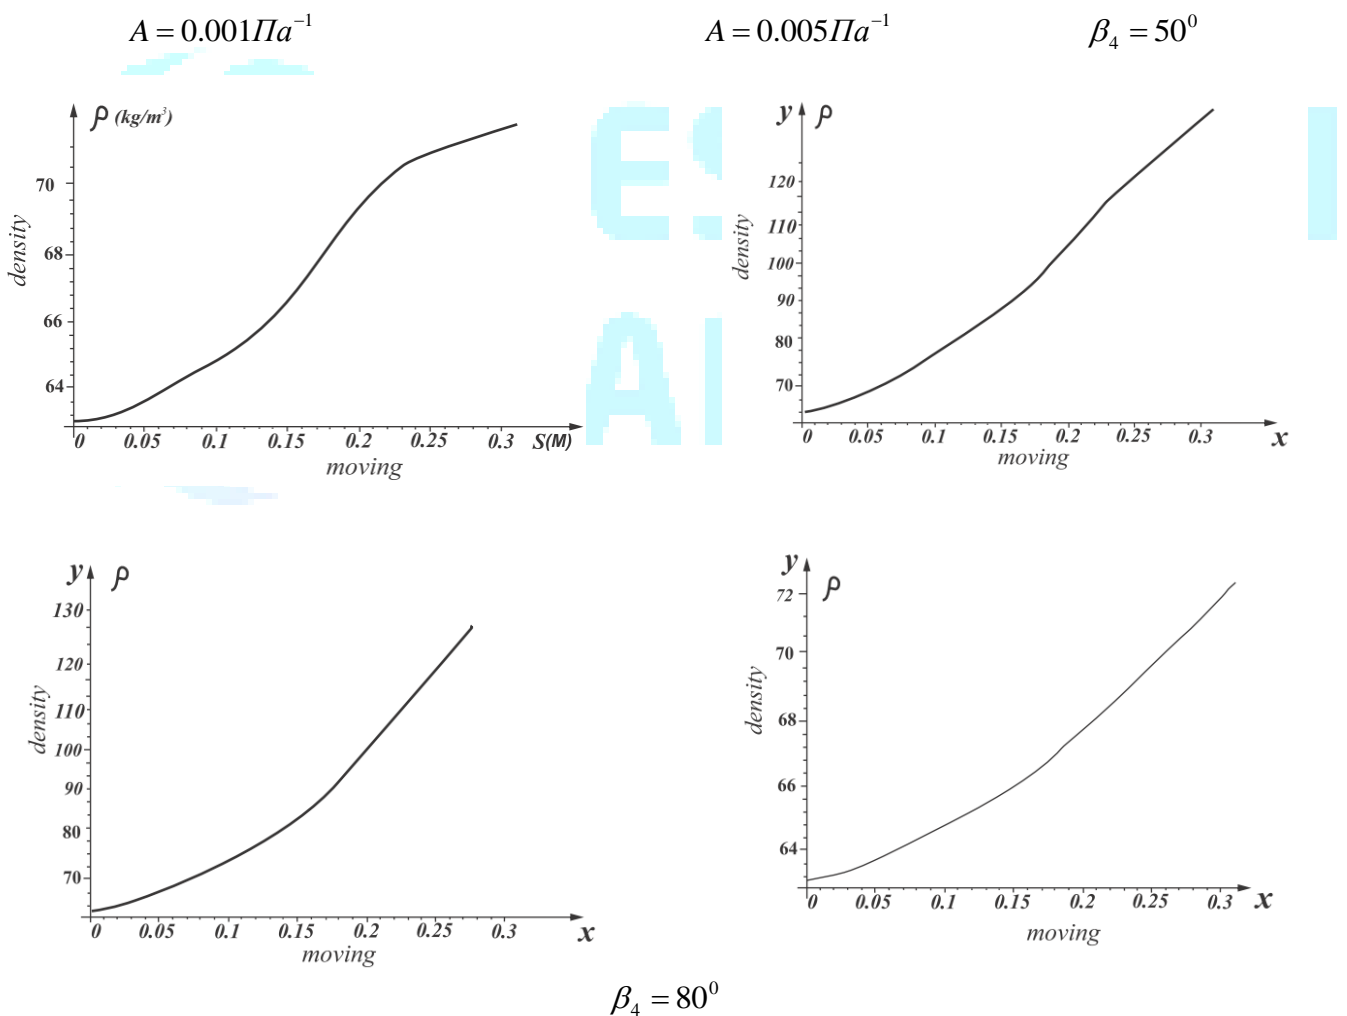 A = 0.001Πa⁻¹
A = 0.005Πa⁻¹
β₄ = 50⁰
ρ (kg/m³)
70
68
66
64
density
0 0.05 0.1 0.15 0.2 0.25 0.3 S(M)
moving
ES
I
y ρ
120
110
100
90
80
70
density
0 0.05 0.1 0.15 0.2 0.25 0.3 x
moving
y ρ
130
120
110
100
90
80
70
density
0 0.05 0.1 0.15 0.2 0.25 0.3 x
moving
y ρ
72
70
68
66
64
density
0 0.05 0.1 0.15 0.2 0.25 0.3 x
moving
β₄ = 80⁰